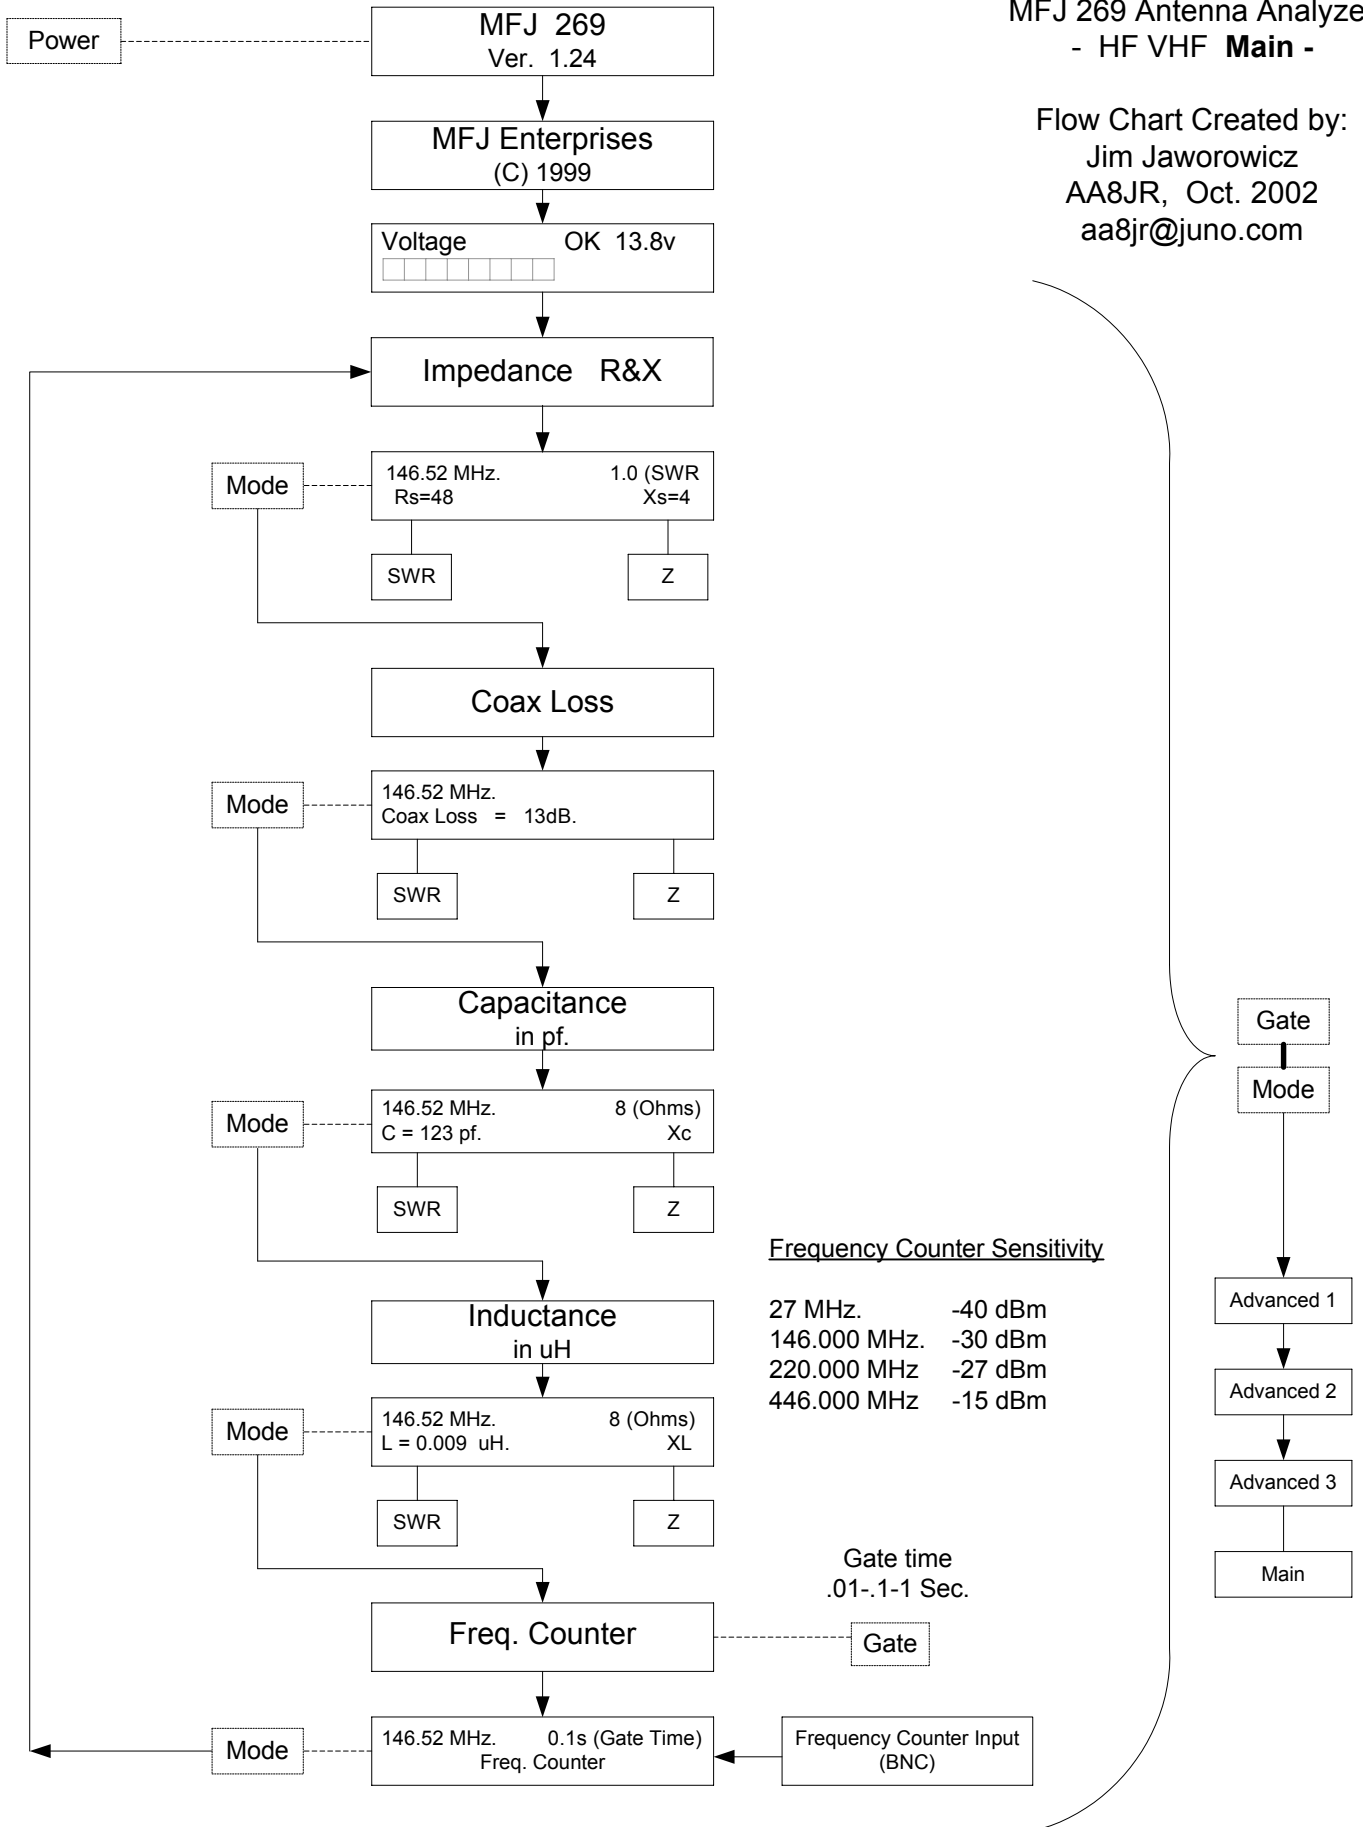 Power
MFJ 269
Ver. 1.24
MFJ 269 Antenna Analyze
- HF VHF Main -
Flow Chart Created by:
Jim Jaworowicz
AA8JR, Oct. 2002
aa8jr@juno.com
MFJ Enterprises
(C) 1999
Voltage OK 13.8v
Impedance R&X
Mode
146.52 MHz. 1.0 (SWR
Rs=48 Xs=4
SWR Z
Coax Loss
Mode
146.52 MHz.
Coax Loss = 13dB.
SWR Z
Capacitance
in pf.
Mode
146.52 MHz. 8 (Ohms)
C = 123 pf. Xc
SWR Z
Inductance
in uH
Mode
146.52 MHz. 8 (Ohms)
L = 0.009 uH. XL
SWR Z
Freq. Counter
Gate time
.01-.1-1 Sec.
Gate
Mode
146.52 MHz. 0.1s (Gate Time)
Freq. Counter
Frequency Counter Input
(BNC)
Frequency Counter Sensitivity
27 MHz. -40 dBm
146.000 MHz. -30 dBm
220.000 MHz -27 dBm
446.000 MHz -15 dBm
Gate
Mode
Advanced 1
Advanced 2
Advanced 3
Main